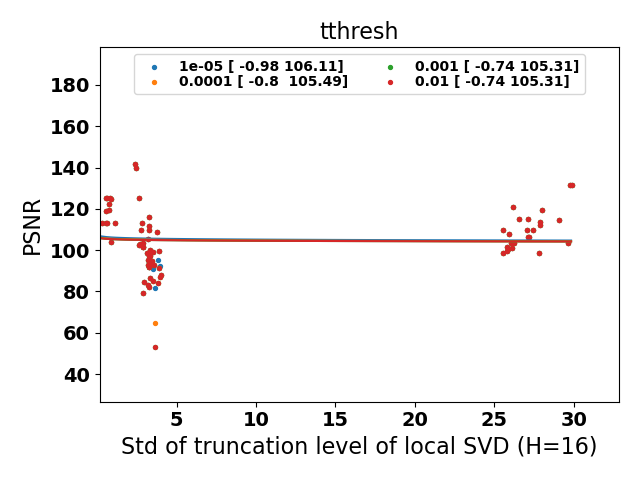 tthresh
1e-05 [ -0.98 106.11]
0.0001 [ -0.8  105.49]
0.001 [ -0.74 105.31]
0.01 [ -0.74 105.31]
PSNR
180
160
140
120
100
80
60
40
5 10 15 20 25 30
Std of truncation level of local SVD (H=16)